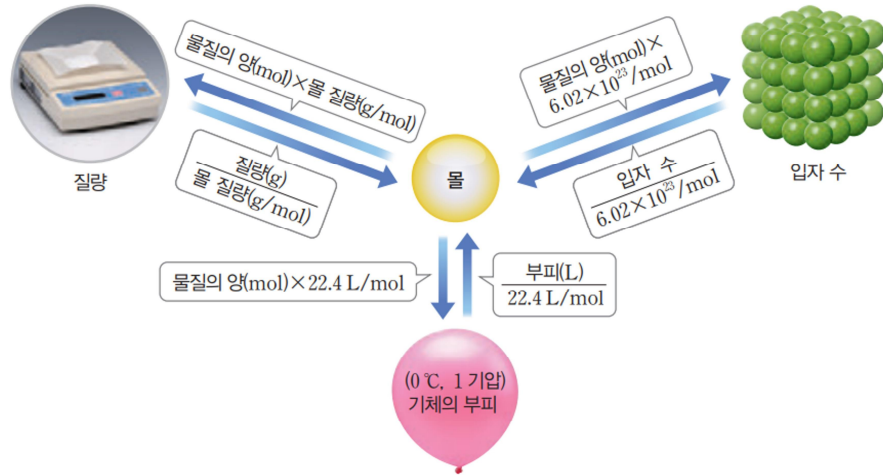 물질의 양(mol)×몰 질량(g/mol)
질량(g)
몰 질량(g/mol)
질량
물질의 양(mol)×
6.02×10²³/mol
입자 수
6.02×10²³/mol
입자 수
몰
물질의 양(mol)×22.4 L/mol
부피(L)
22.4 L/mol
(0 ℃, 1 기압)
기체의 부피